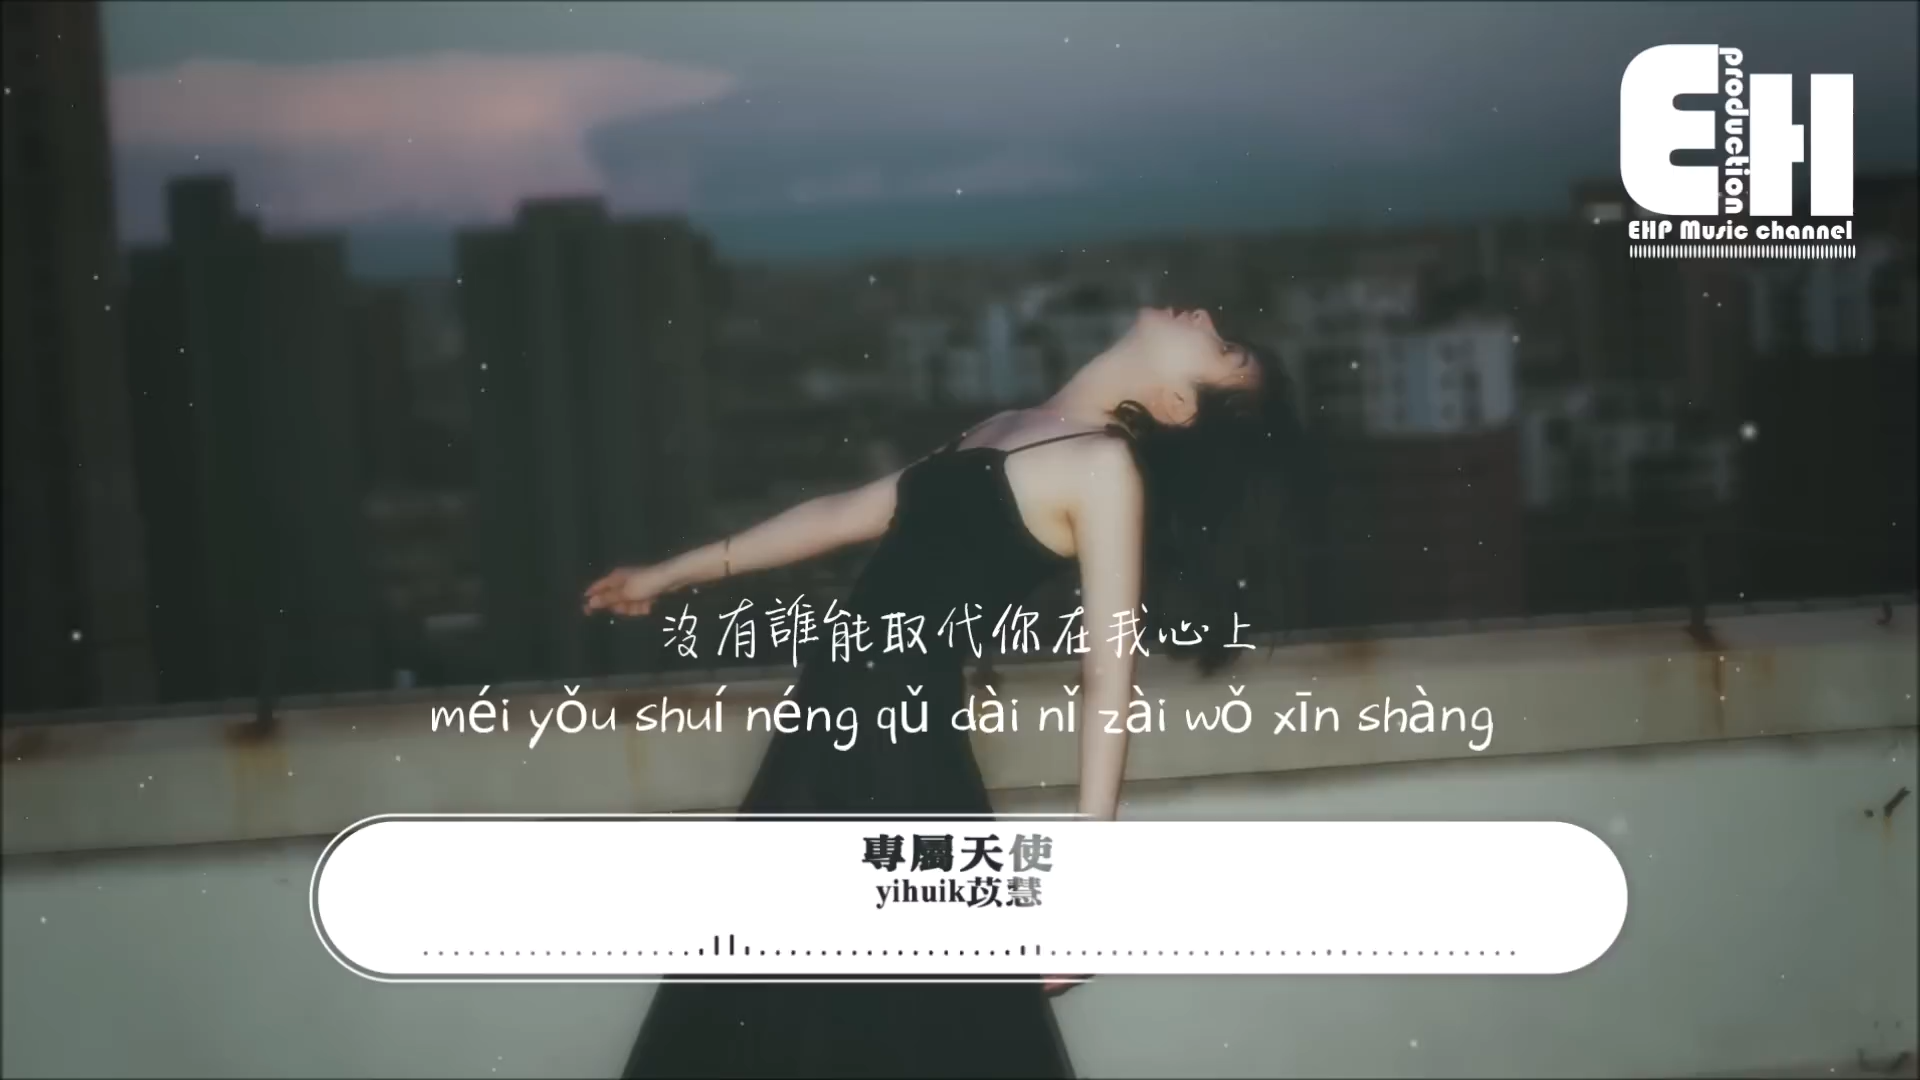 EH
production
EHP Music channel
沒有誰能取代你在我心上
méi yǒu shuí néng qǔ dài nǐ zài wǒ xīn shàng
專屬天使
yihuik苡慧